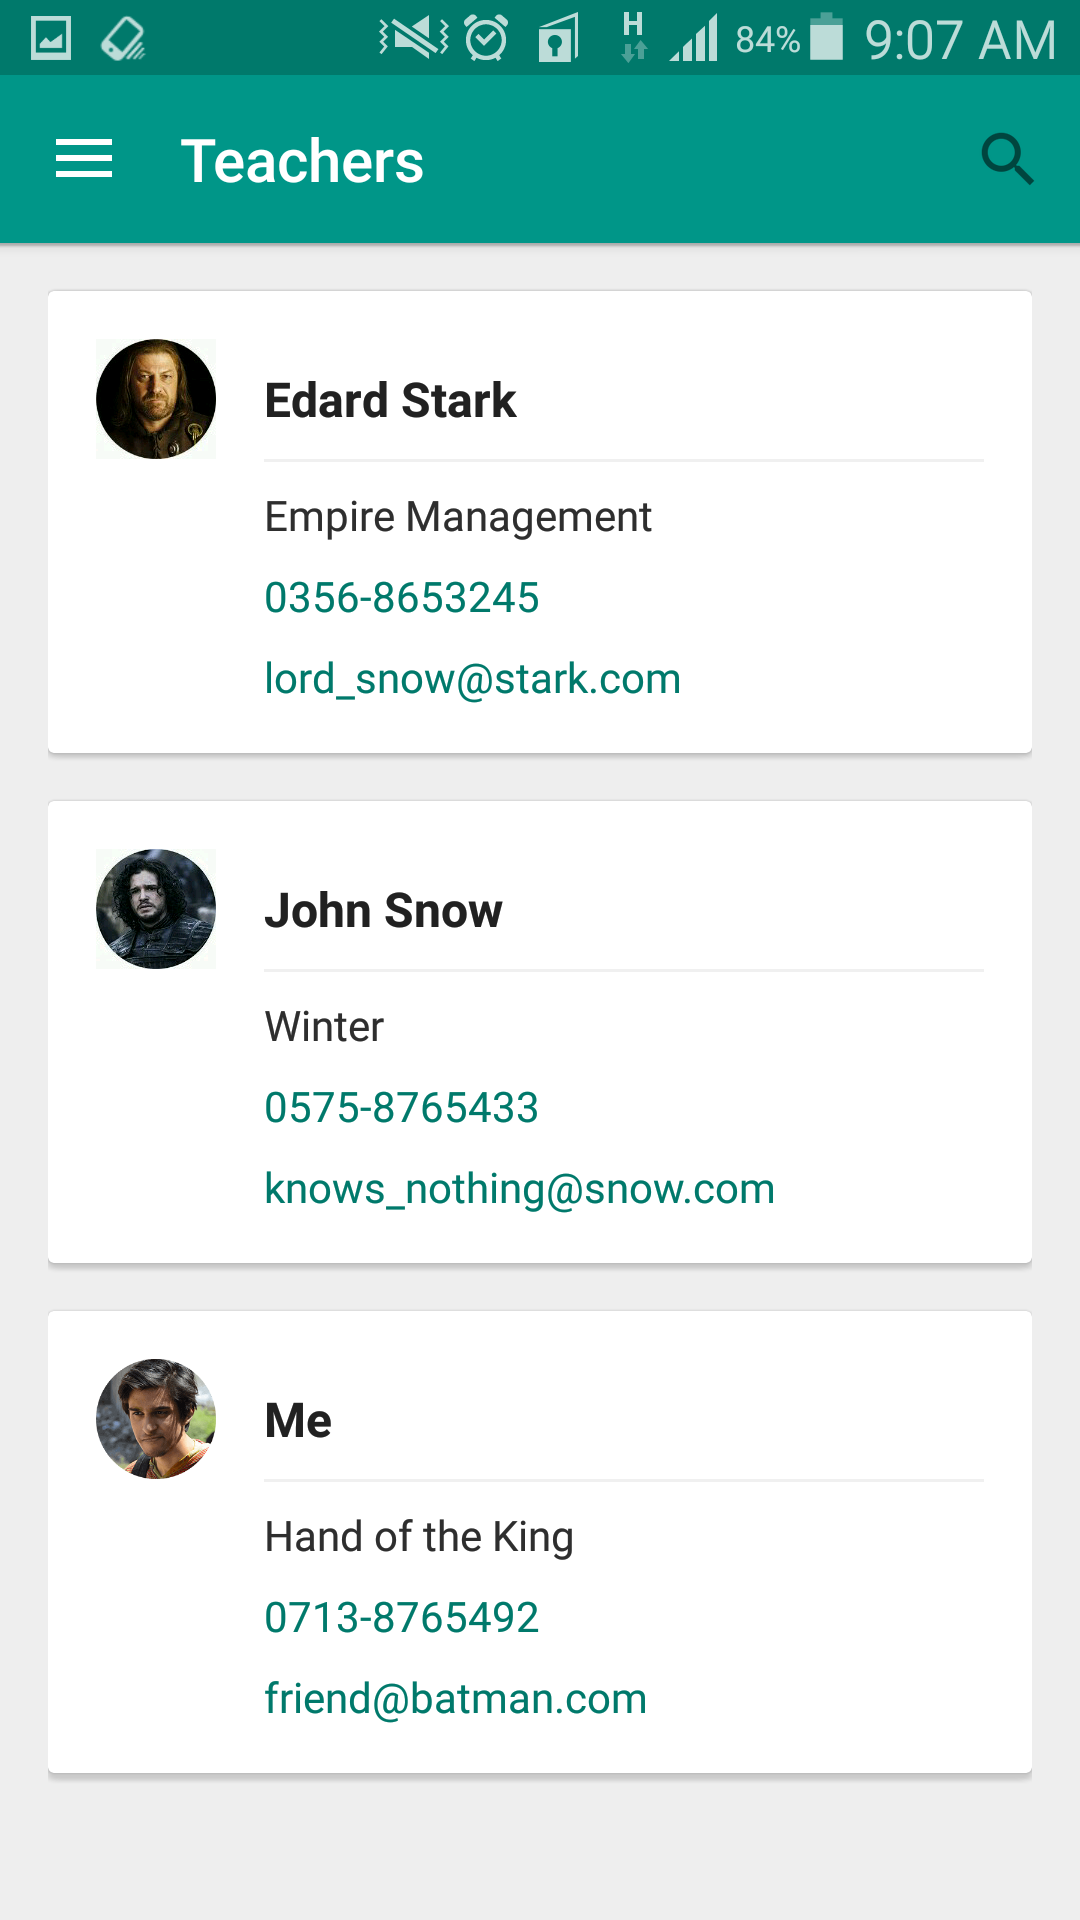 H 84% 9:07 AM
Teachers
Edard Stark
Empire Management
0356-8653245
lord_snow@stark.com
John Snow
Winter
0575-8765433
knows_nothing@snow.com
Me
Hand of the King
0713-8765492
friend@batman.com